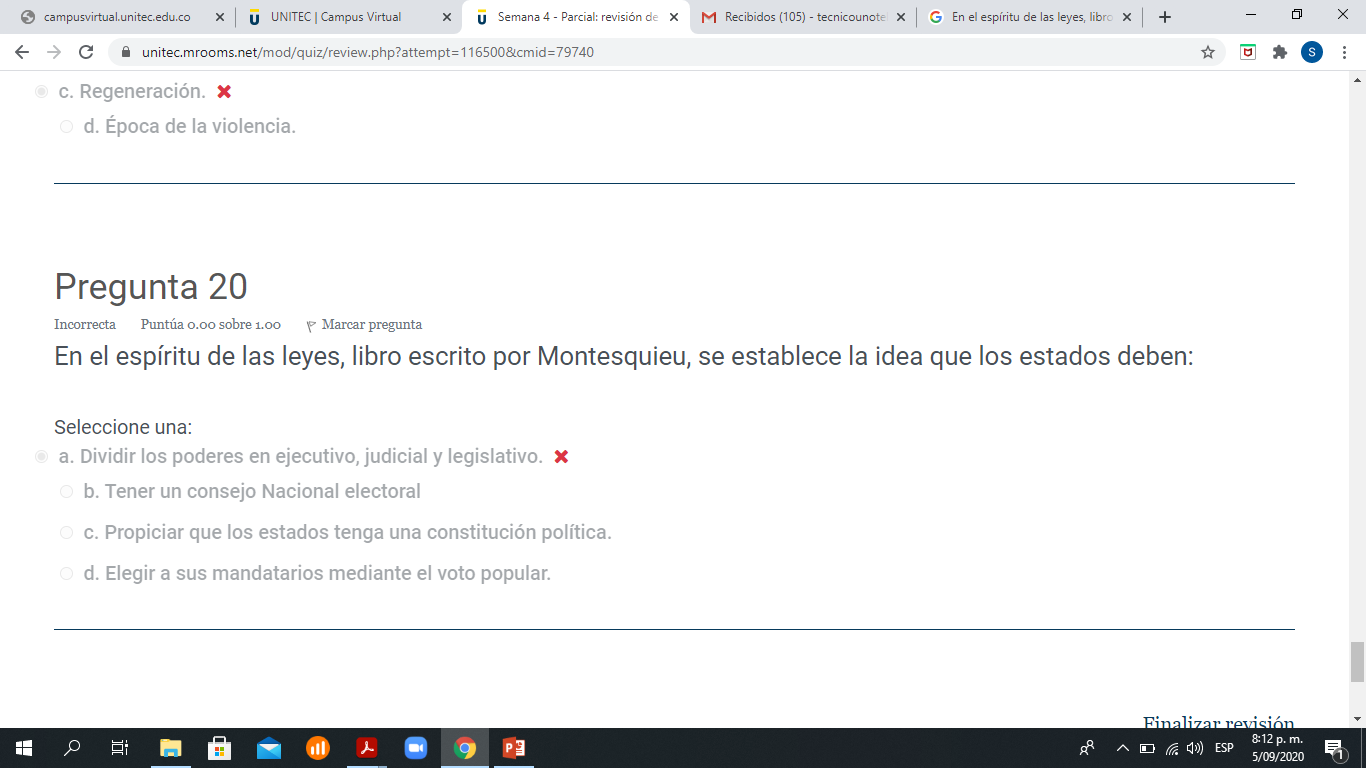 campusvirtual.unitec.edu.co
UNITEC | Campus Virtual
Semana 4 - Parcial: revisión de
Recibidos (105) - tecnicounote
En el espíritu de las leyes, libro
unitec.mrooms.net/mod/quiz/review.php?attempt=116500&cmid=79740
S
c. Regeneración.
d. Época de la violencia.
Pregunta 20
Incorrecta Puntúa 0.00 sobre 1.00 Marcar pregunta
En el espíritu de las leyes, libro escrito por Montesquieu, se establece la idea que los estados deben:
Seleccione una:
a. Dividir los poderes en ejecutivo, judicial y legislativo.
b. Tener un consejo Nacional electoral
c. Propiciar que los estados tenga una constitución política.
d. Elegir a sus mandatarios mediante el voto popular.
Finalizar revisión
ESP
8:12 p. m.
5/09/2020
1